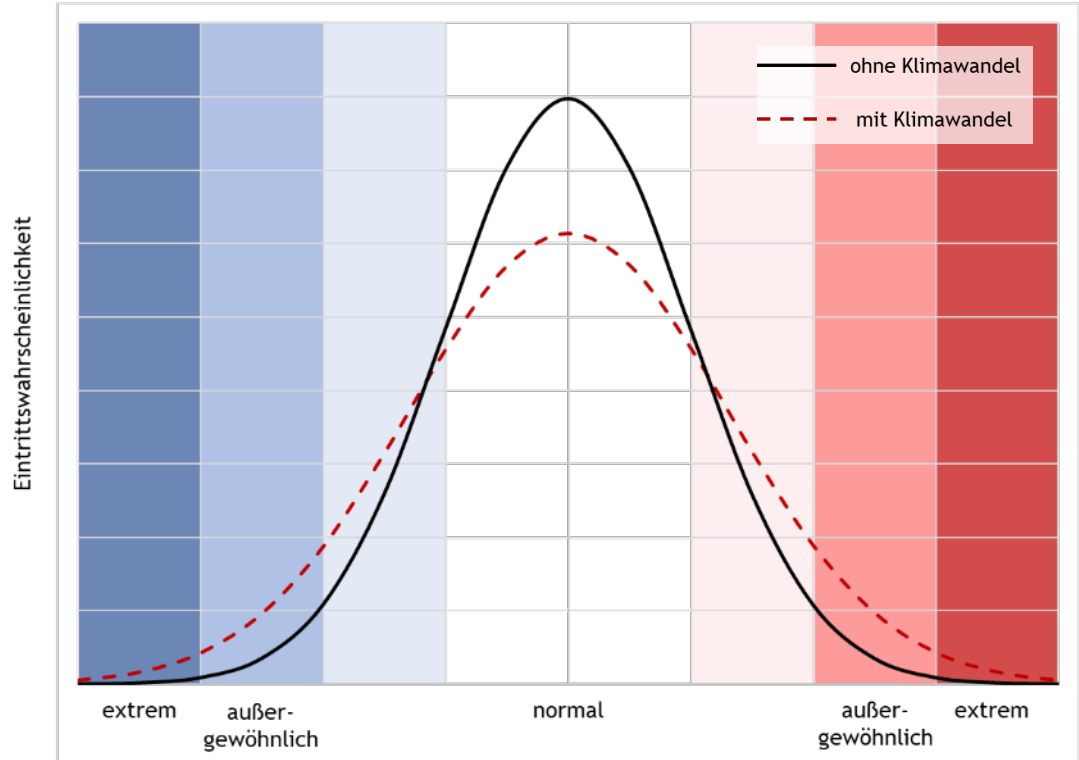 ohne Klimawandel
mit Klimawandel
Eintrittswahrscheinlichkeit
extrem
außer-
gewöhnlich
normal
außer-
gewöhnlich
extrem